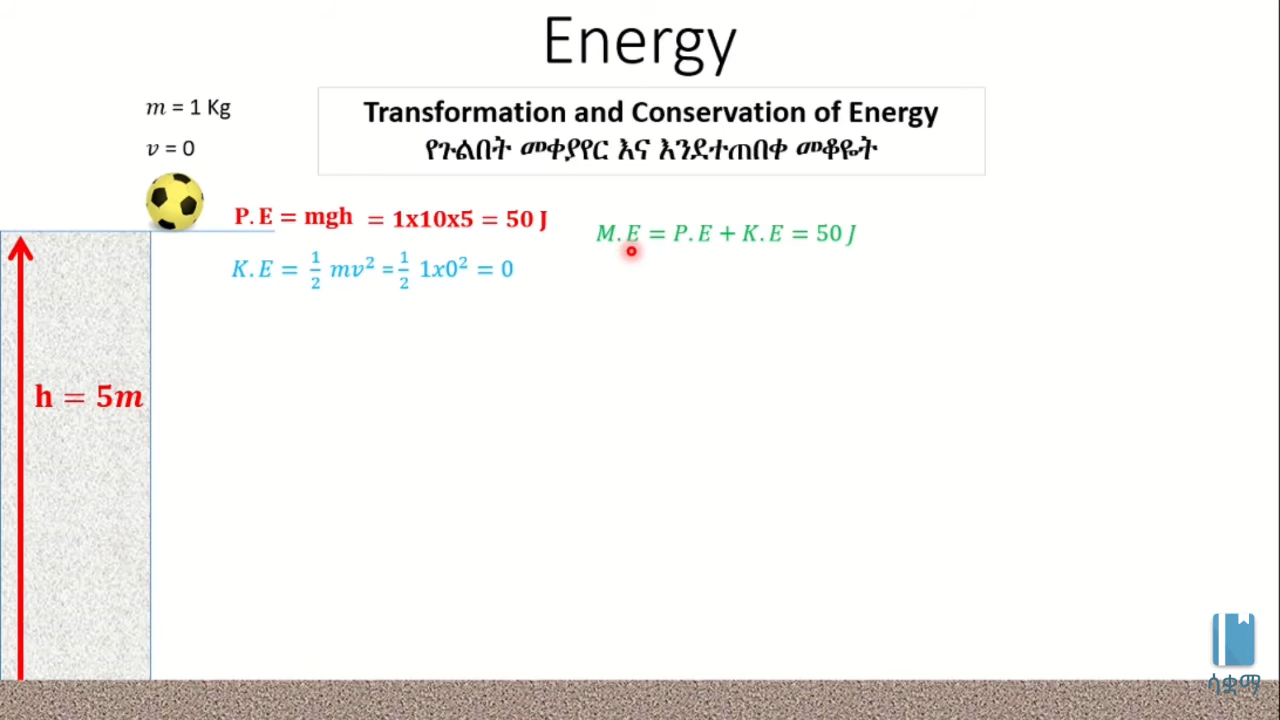 Energy
Transformation and Conservation of Energy
የጉልበት መቀያየር እና እንደተጠበቀ መቆዬት
m = 1 Kg
v = 0
P.E = mgh = 1x10x5 = 50 J
K.E = 1/2 mv² = 1/2 1x0² = 0
M.E = P.E + K.E = 50 J
h = 5m
ሳቋማ